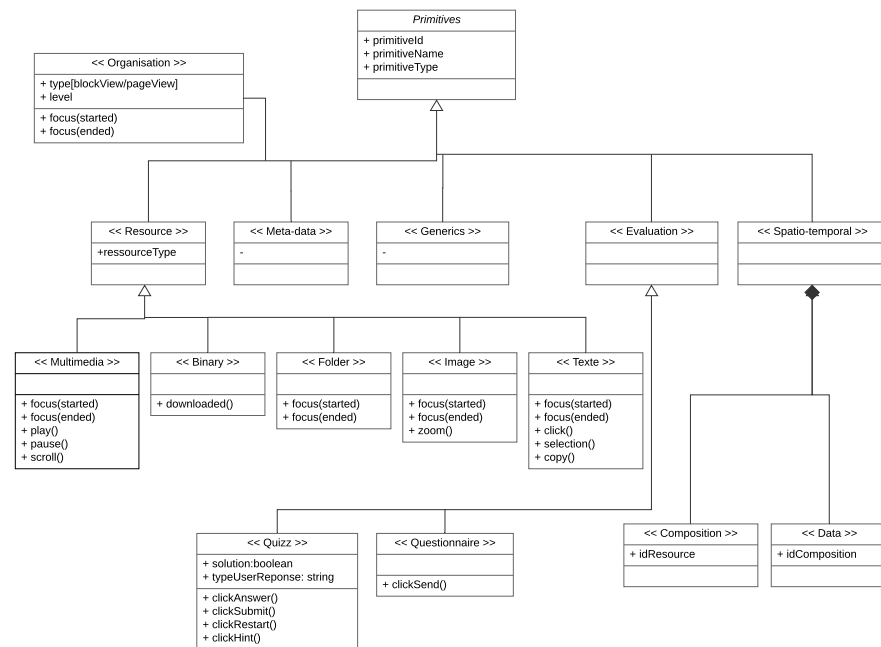 Primitives
+ primitiveId
+ primitiveName
+ primitiveType
<< Organisation >>
+ type[blockView/pageView]
+ level
+ focus(started)
+ focus(ended)
<< Resource >>
+ressourceType
<< Meta-data >>
-
<< Generics >>
-
<< Evaluation >>
<< Spatio-temporal >>
<< Multimedia >>
+ focus(started)
+ focus(ended)
+ play()
+ pause()
+ scroll()
<< Binary >>
+ downloaded()
<< Folder >>
+ focus(started)
+ focus(ended)
<< Image >>
+ focus(started)
+ focus(ended)
+ zoom()
<< Texte >>
+ focus(started)
+ focus(ended)
+ click()
+ selection()
+ copy()
<< Quizz >>
+ solution:boolean
+ typeUserReponse: string
+ clickAnswer()
+ clickSubmit()
+ clickRestart()
+ clickHint()
<< Questionnaire >>
+ clickSend()
<< Composition >>
+ idResource
<< Data >>
+ idComposition